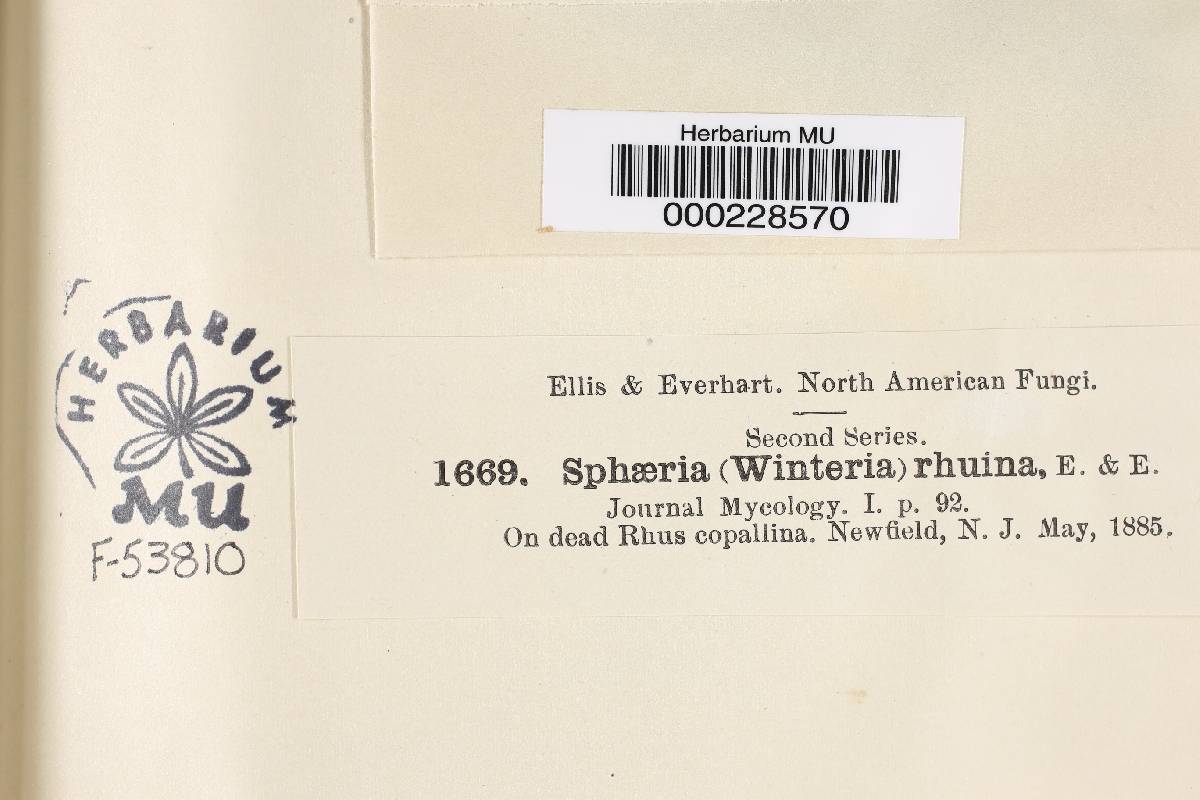 Herbarium MU
000228570
HERBARIUM
MU
F-53810
Ellis & Everhart. North American Fungi.
Second Series.
1669. Sphæria (Winteria) rhuina, E. & E.
Journal Mycology. I. p. 92.
On dead Rhus copallina. Newfield, N. J. May, 1885.